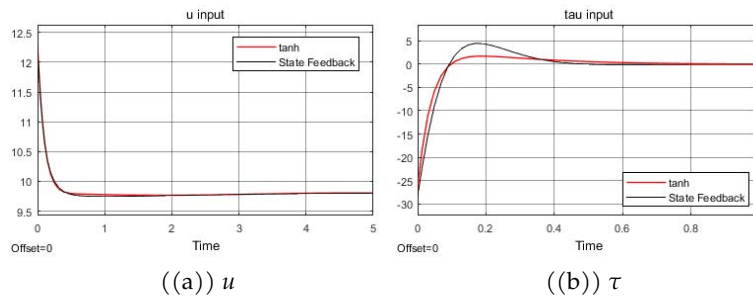 u input
12.5
12
11.5
11
10.5
10
9.5
tanh
State Feedback
0
1
2
3
4
5
Offset=0
Time
((a)) u
tau input
5
0
-5
-10
-15
-20
-25
-30
tanh
State Feedback
0
0.2
0.4
0.6
0.8
Offset=0
Time
((b)) τ